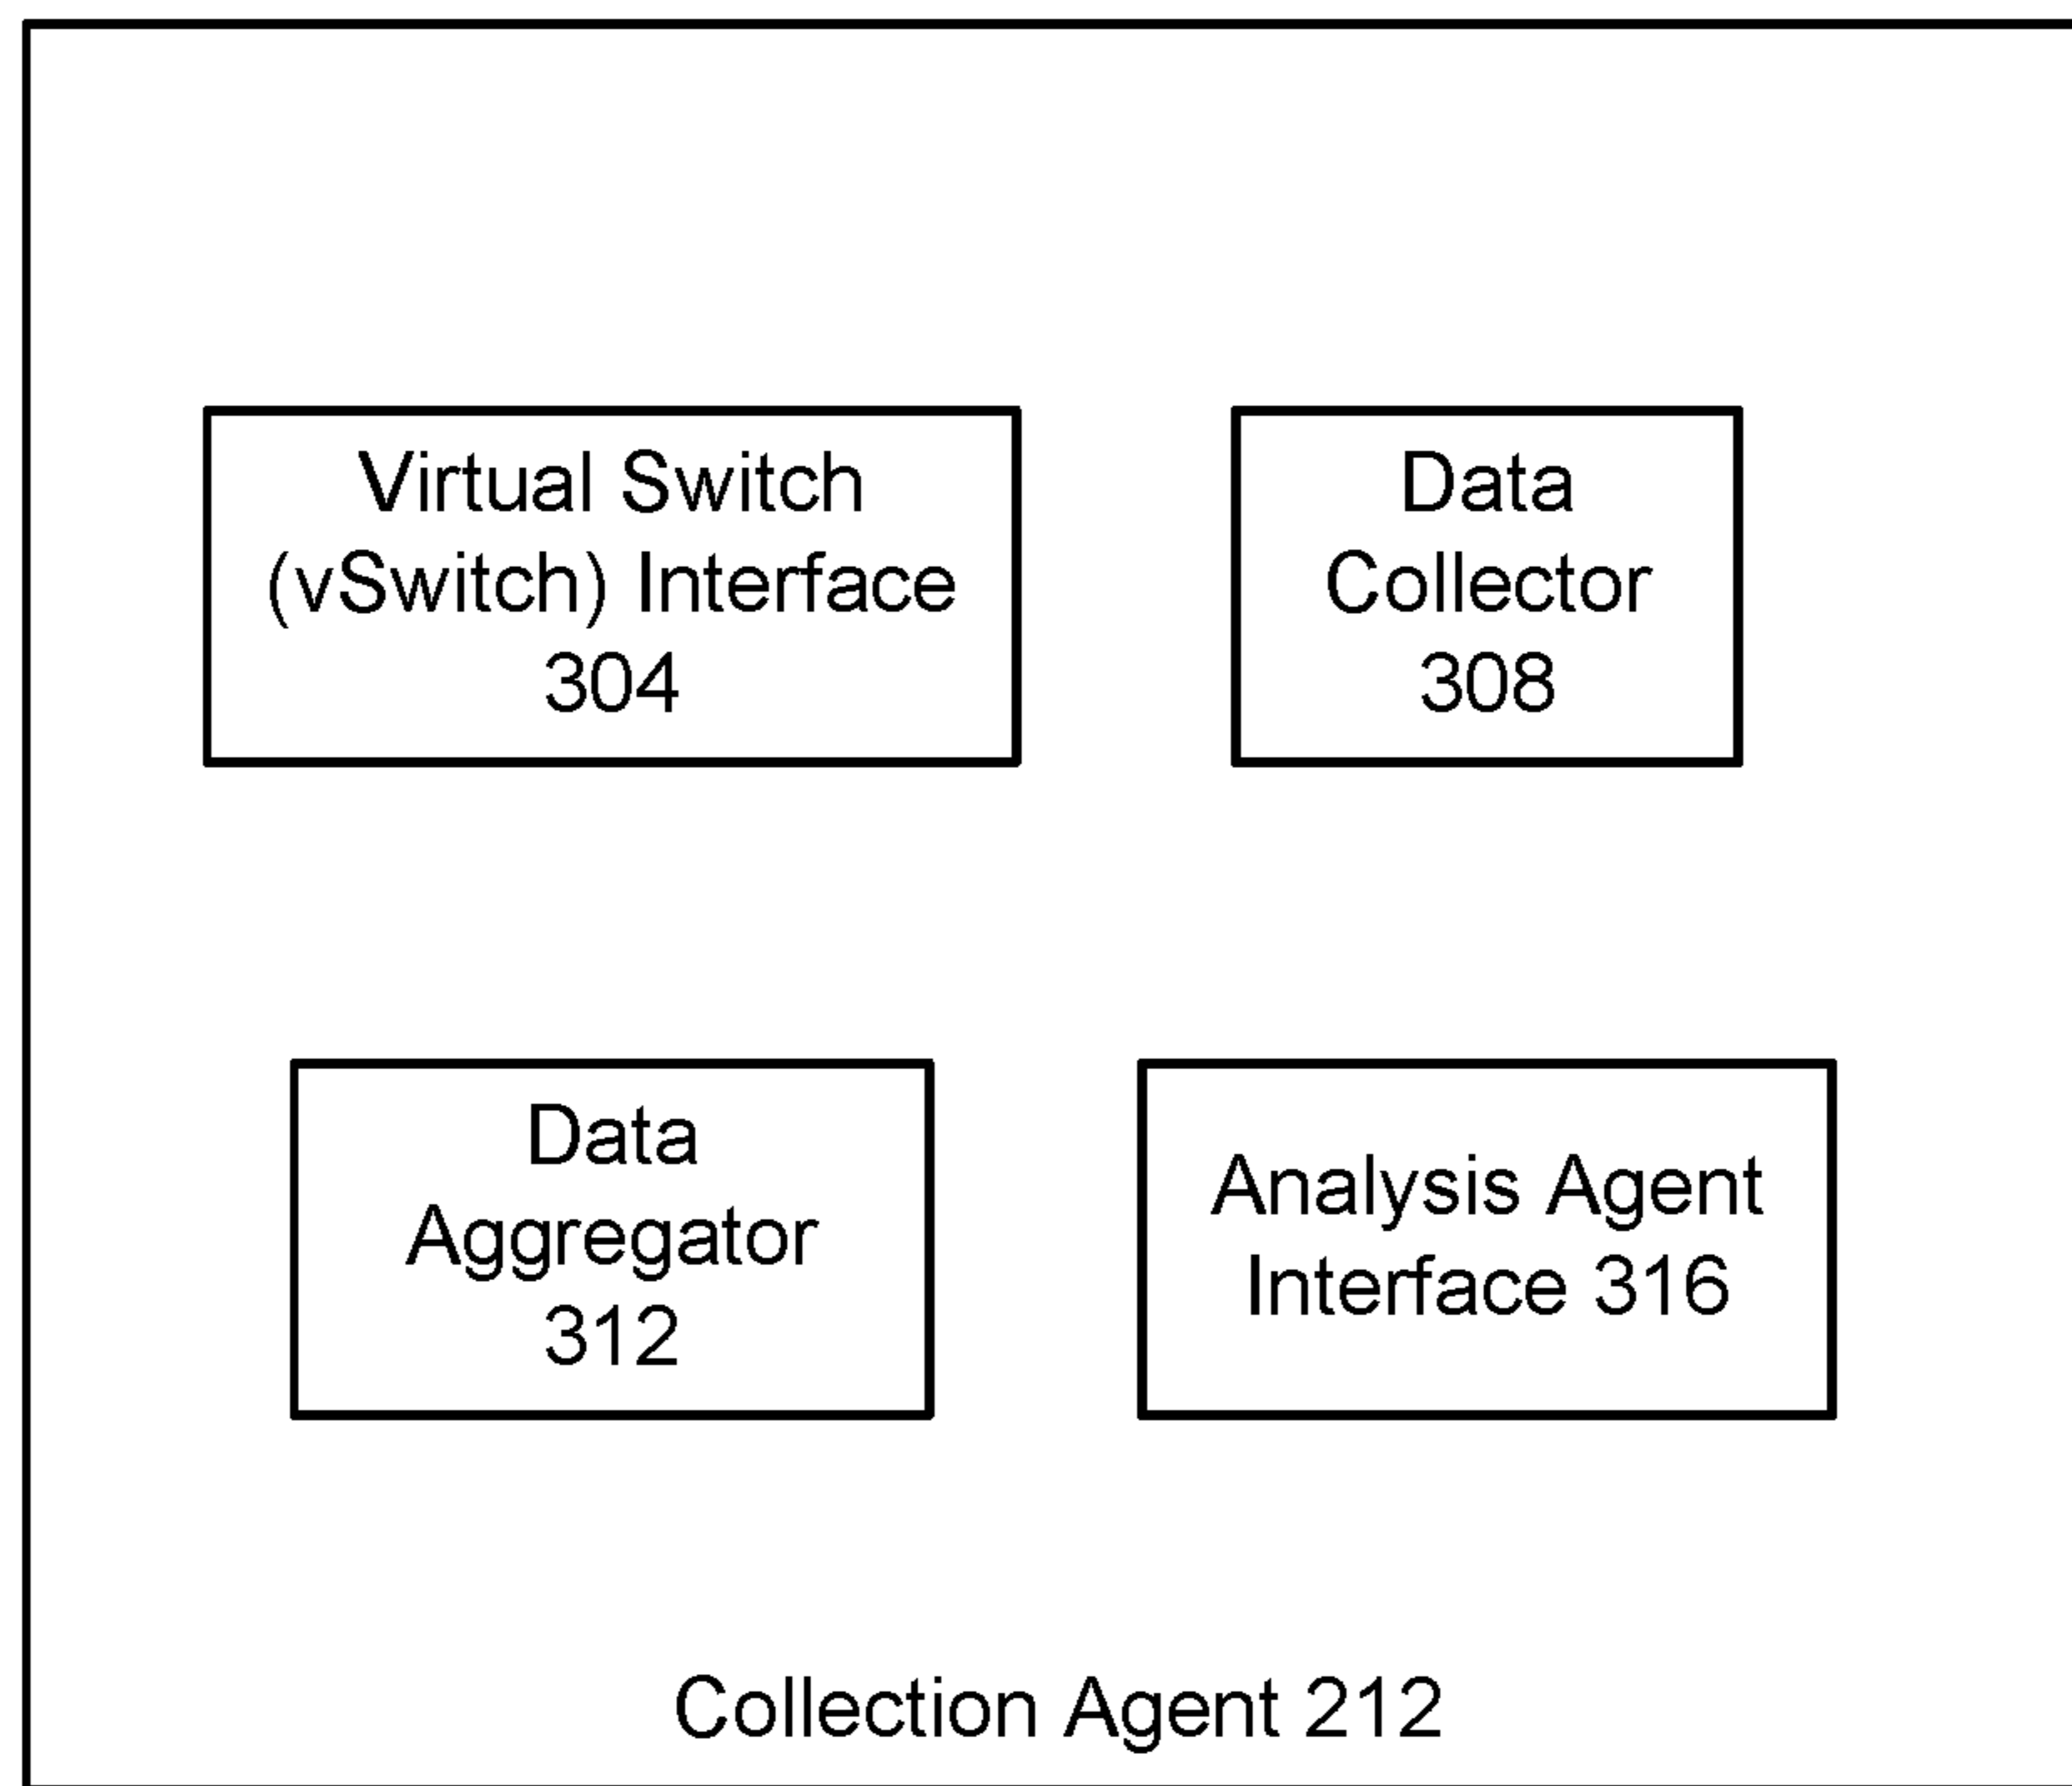 Virtual Switch
(vSwitch) Interface
304
Data
Collector
308
Data
Aggregator
312
Analysis Agent
Interface 316
Collection Agent 212